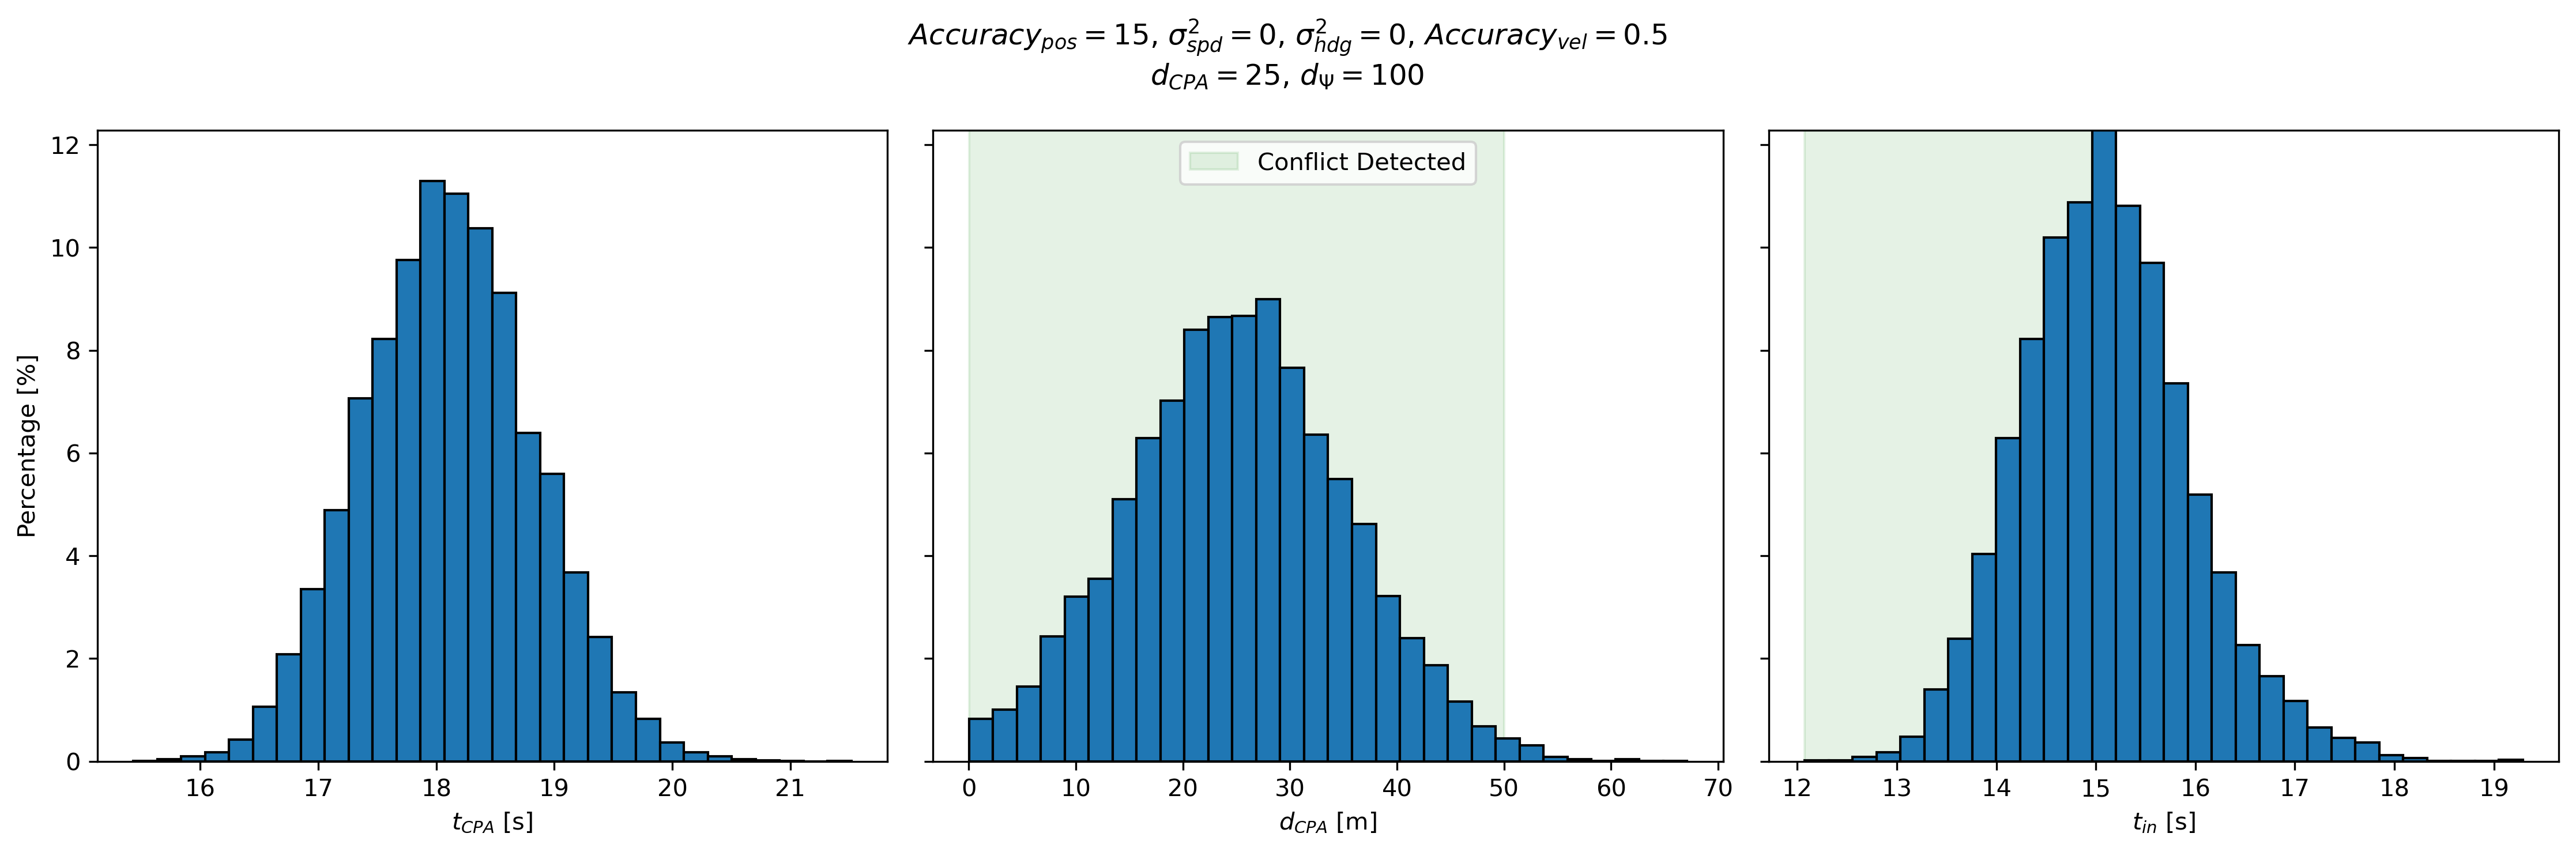 Accuracy_pos = 15, σ²_spd = 0, σ²_hdg = 0, Accuracy_vel = 0.5
d_CPA = 25, d_Ψ = 100
12
10
8
6
4
2
0
Percentage [%]
16 17 18 19 20 21
t_CPA [s]
Conflict Detected
0 10 20 30 40 50 60 70
d_CPA [m]
12 13 14 15 16 17 18 19
t_in [s]